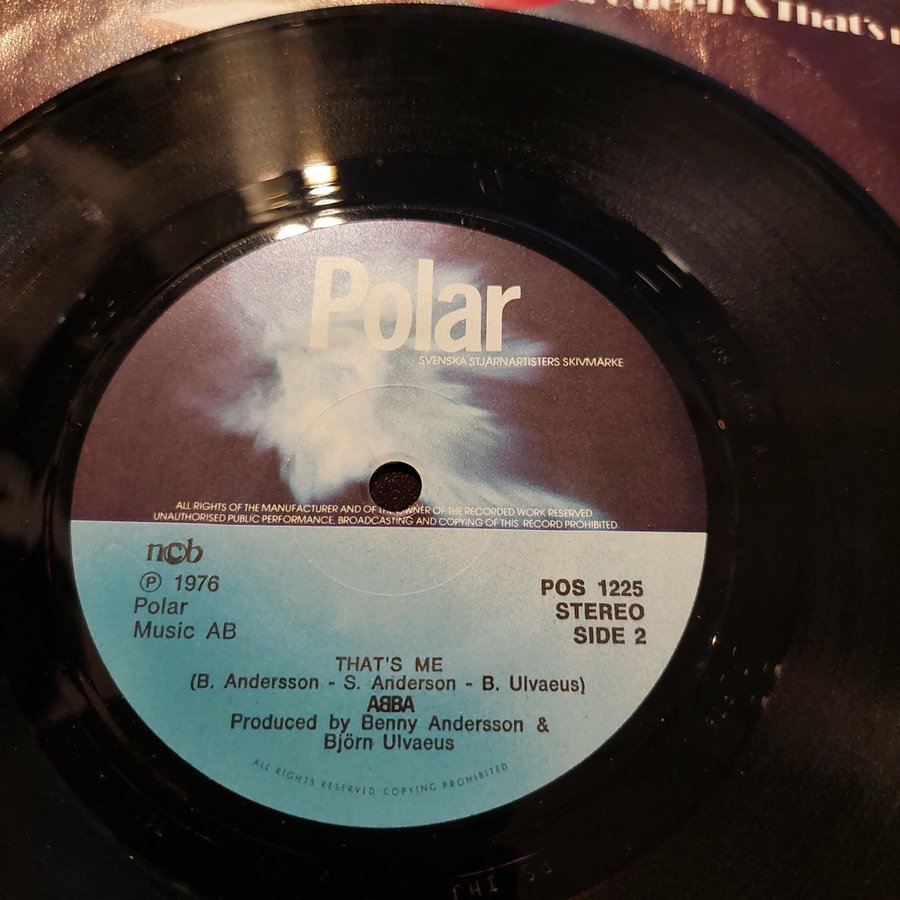 & That's
Polar
SVENSKA STJÄRNARTISTERS SKIVMÄRKE
ALL RIGHTS OF THE MANUFACTURER AND OF THE OWNER OF THE RECORDED WORK RESERVED
UNAUTHORISED PUBLIC PERFORMANCE, BROADCASTING AND COPYING OF THIS RECORD PROHIBITED.
ncb
Ⓟ 1976
Polar
Music AB
POS 1225
STEREO
SIDE 2
THAT'S ME
(B. Andersson - S. Anderson - B. Ulvaeus)
ABBA
Produced by Benny Andersson &
Björn Ulvaeus
ALL RIGHTS RESERVED COPYING PROHIBITED